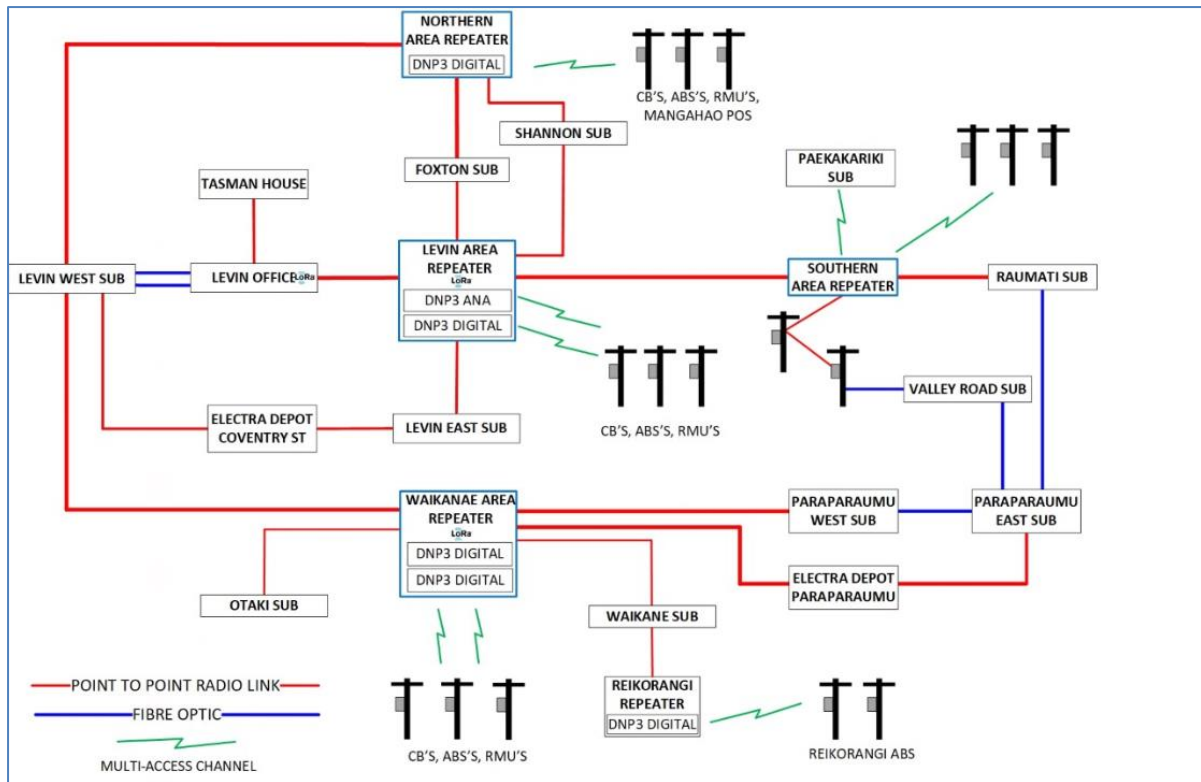 NORTHERN
AREA REPEATER
DNP3 DIGITAL
CB'S, ABS'S, RMU'S,
MANGAHAO POS
SHANNON SUB
FOXTON SUB
TASMAN HOUSE
PAEKAKARIKI
SUB
LEVIN WEST SUB
LEVIN OFFICE
LoRa
LEVIN AREA
REPEATER
LoRa
DNP3 ANA
DNP3 DIGITAL
SOUTHERN
AREA REPEATER
RAUMATI SUB
VALLEY ROAD SUB
CB'S, ABS'S, RMU'S
ELECTRA DEPOT
COVENTRY ST
LEVIN EAST SUB
WAIKANAE AREA
REPEATER
LoRa
DNP3 DIGITAL
DNP3 DIGITAL
PARAPARAUMU
WEST SUB
PARAPARAUMU
EAST SUB
ELECTRA DEPOT
PARAPARAUMU
OTAKI SUB
WAIKANE SUB
REIKORANGI
REPEATER
DNP3 DIGITAL
CB'S, ABS'S, RMU'S
REIKORANGI ABS
POINT TO POINT RADIO LINK
FIBRE OPTIC
MULTI-ACCESS CHANNEL